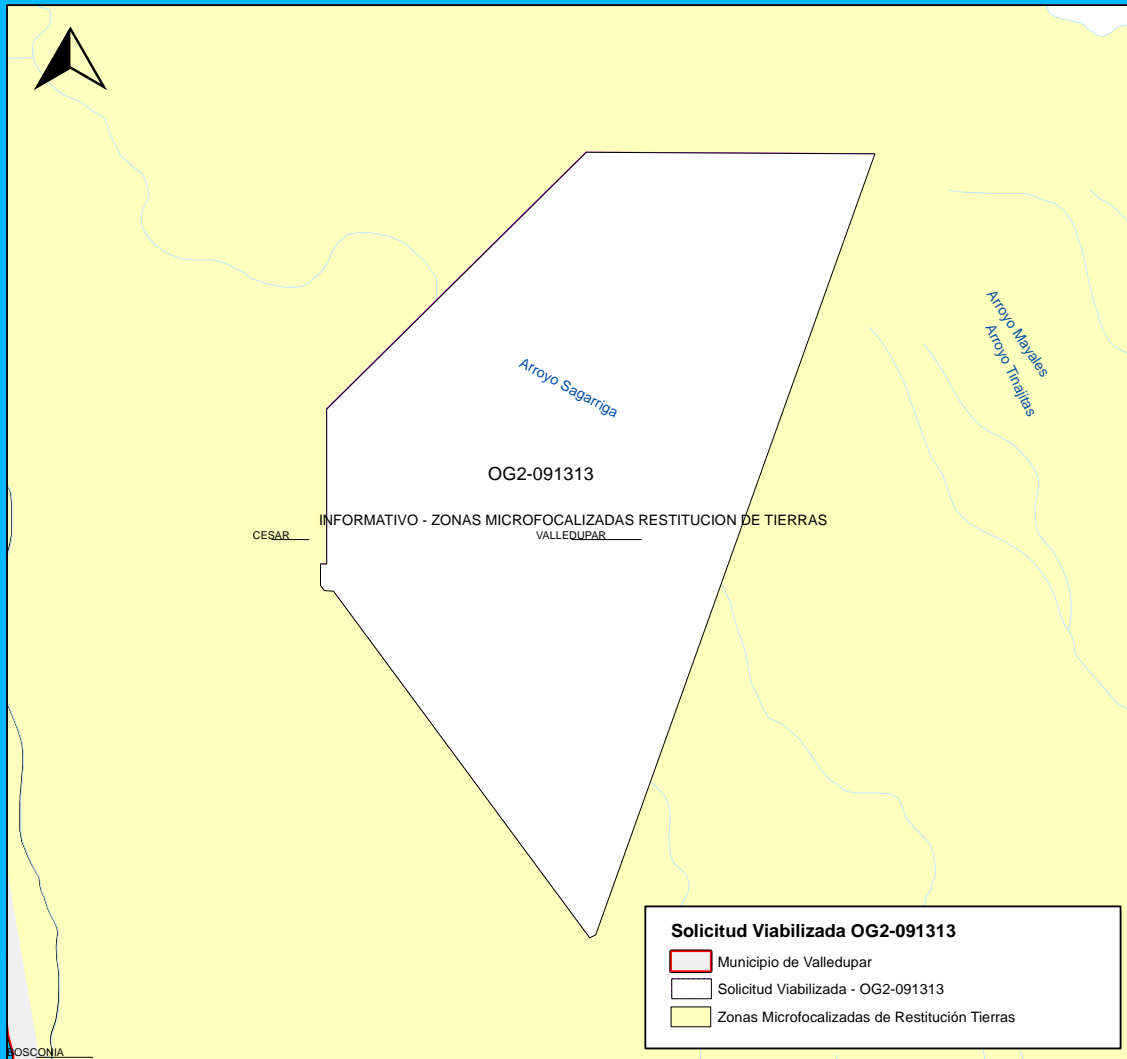 Arroyo Mayales
Arroyo Tinajitas
Arroyo Sagarriga
OG2-091313
INFORMATIVO - ZONAS MICROFOCALIZADAS RESTITUCION DE TIERRAS
CESAR
VALLEDUPAR
Solicitud Viabilizada OG2-091313
Municipio de Valledupar
Solicitud Viabilizada - OG2-091313
Zonas Microfocalizadas de Restitución Tierras
BOSCONIA